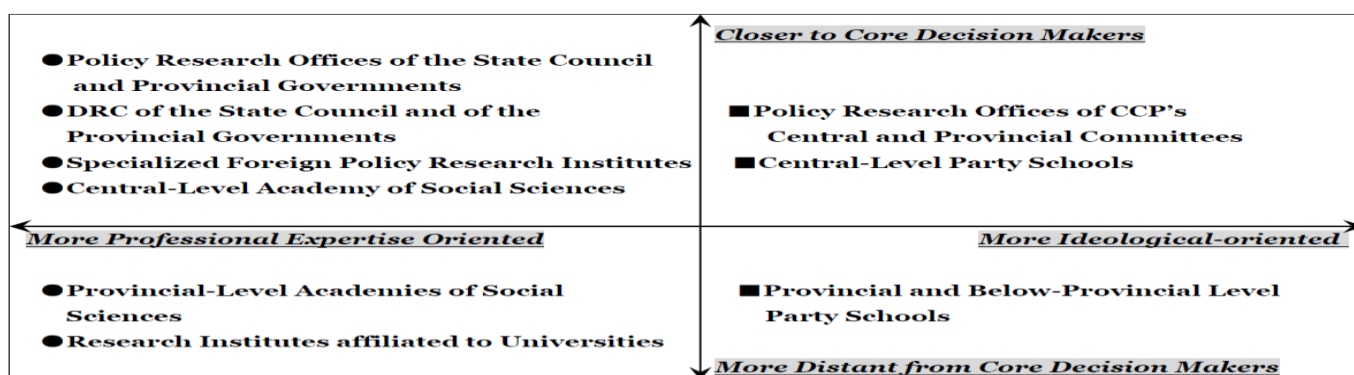 Closer to Core Decision Makers
●Policy Research Offices of the State Council
and Provincial Governments
●DRC of the State Council and of the
Provincial Governments
●Specialized Foreign Policy Research Institutes
●Central-Level Academy of Social Sciences
■Policy Research Offices of CCP's
Central and Provincial Committees
■Central-Level Party Schools
More Professional Expertise Oriented
More Ideological-oriented
●Provincial-Level Academies of Social
Sciences
●Research Institutes affiliated to Universities
■Provincial and Below-Provincial Level
Party Schools
More Distant from Core Decision Makers